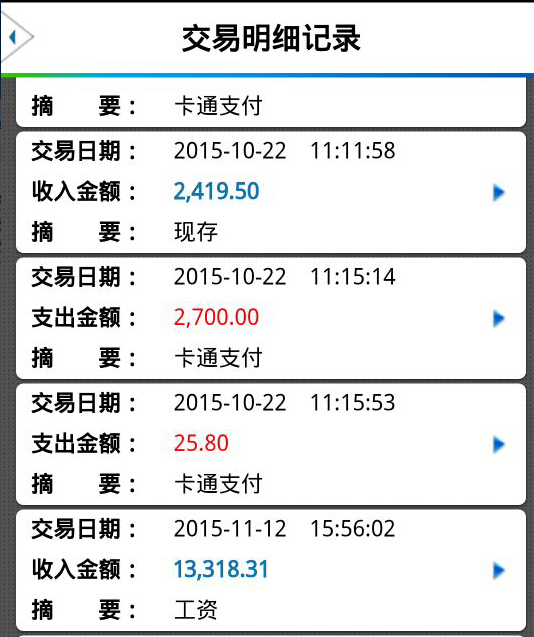 交易明细记录
摘　　要： 卡通支付
交易日期： 2015-10-22 11:11:58
收入金额： 2,419.50
摘　　要： 现存
交易日期： 2015-10-22 11:15:14
支出金额： 2,700.00
摘　　要： 卡通支付
交易日期： 2015-10-22 11:15:53
支出金额： 25.80
摘　　要： 卡通支付
交易日期： 2015-11-12 15:56:02
收入金额： 13,318.31
摘　　要： 工资